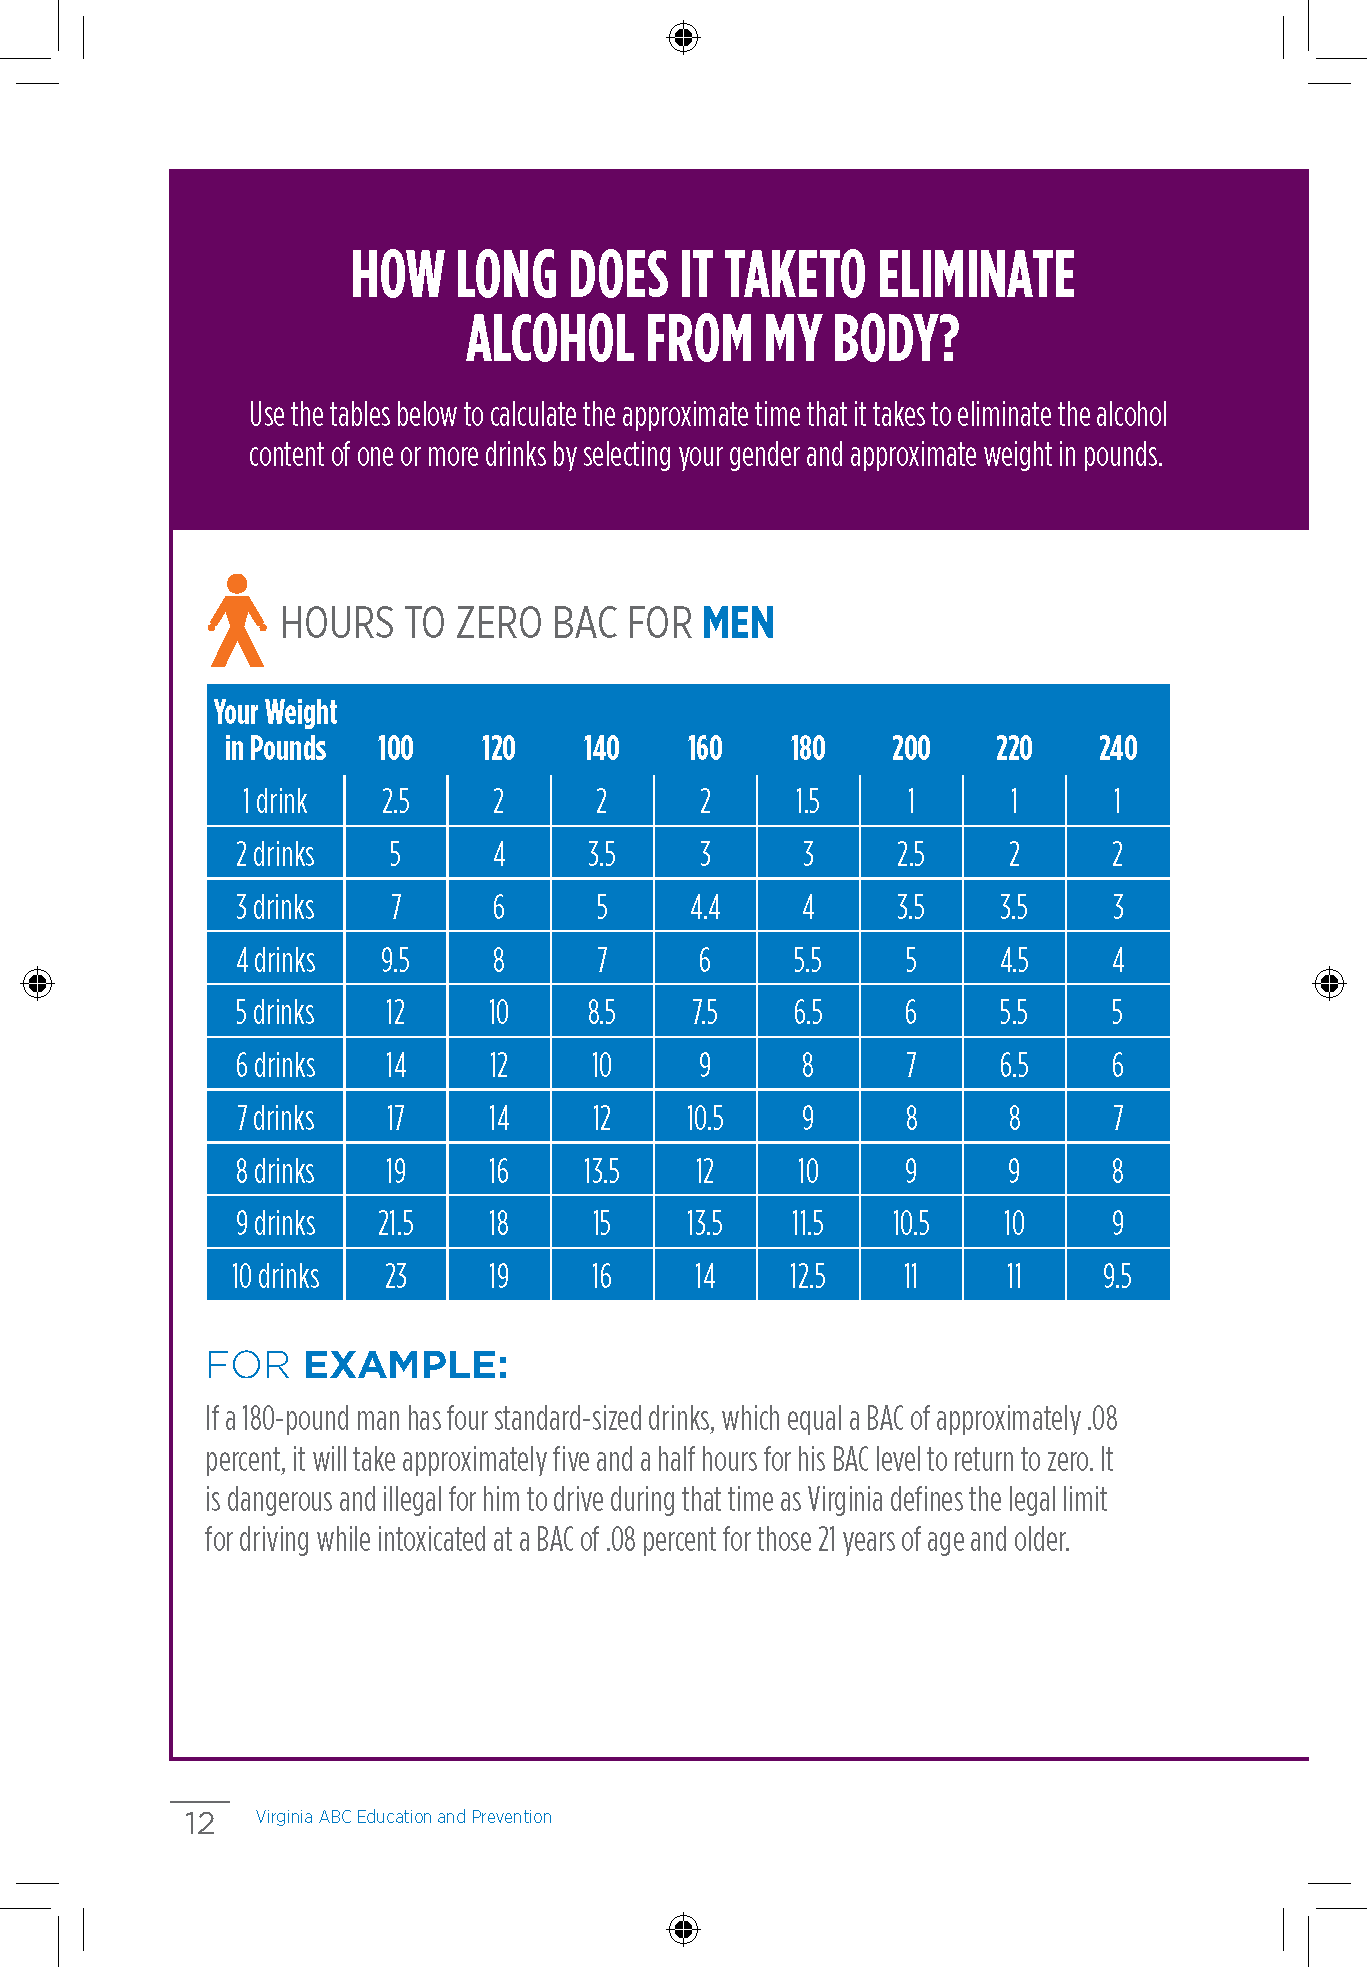 HOW LONG DOES IT TAKETO ELIMINATE
ALCOHOL FROM MY BODY?
Use the tables below to calculate the approximate time that it takes to eliminate the alcohol
content of one or more drinks by selecting your gender and approximate weight in pounds.
HOURS TO ZERO BAC FOR MEN
Your Weight
in Pounds 100 120 140 160 180 200 220 240
1 drink 2.5 2 2 2 1.5 1 1 1
2 drinks 5 4 3.5 3 3 2.5 2 2
3 drinks 7 6 5 4.4 4 3.5 3.5 3
4 drinks 9.5 8 7 6 5.5 5 4.5 4
5 drinks 12 10 8.5 7.5 6.5 6 5.5 5
6 drinks 14 12 10 9 8 7 6.5 6
7 drinks 17 14 12 10.5 9 8 8 7
8 drinks 19 16 13.5 12 10 9 9 8
9 drinks 21.5 18 15 13.5 11.5 10.5 10 9
10 drinks 23 19 16 14 12.5 11 11 9.5
FOR EXAMPLE:
If a 180-pound man has four standard-sized drinks, which equal a BAC of approximately .08
percent, it will take approximately five and a half hours for his BAC level to return to zero. It
is dangerous and illegal for him to drive during that time as Virginia defines the legal limit
for driving while intoxicated at a BAC of .08 percent for those 21 years of age and older.
12 Virginia ABC Education and Prevention